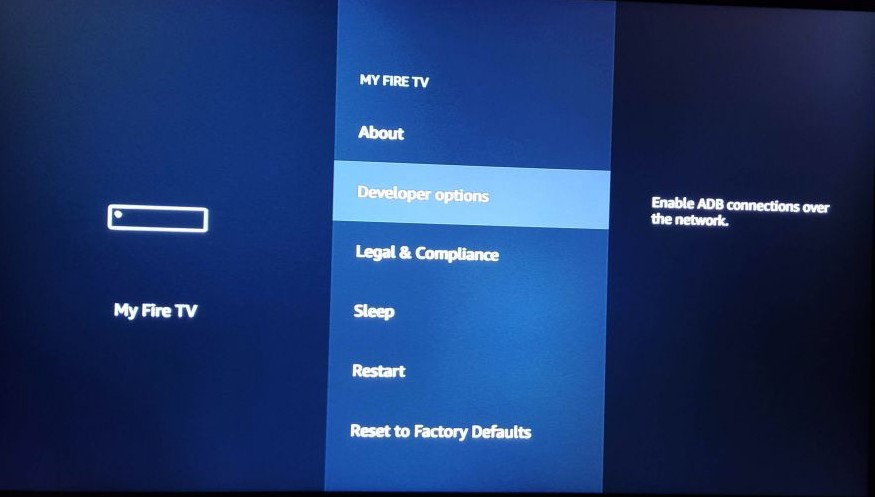 MY FIRE TV
About
Developer options
Legal & Compliance
Sleep
Restart
Reset to Factory Defaults
My Fire TV
Enable ADB connections over
the network.